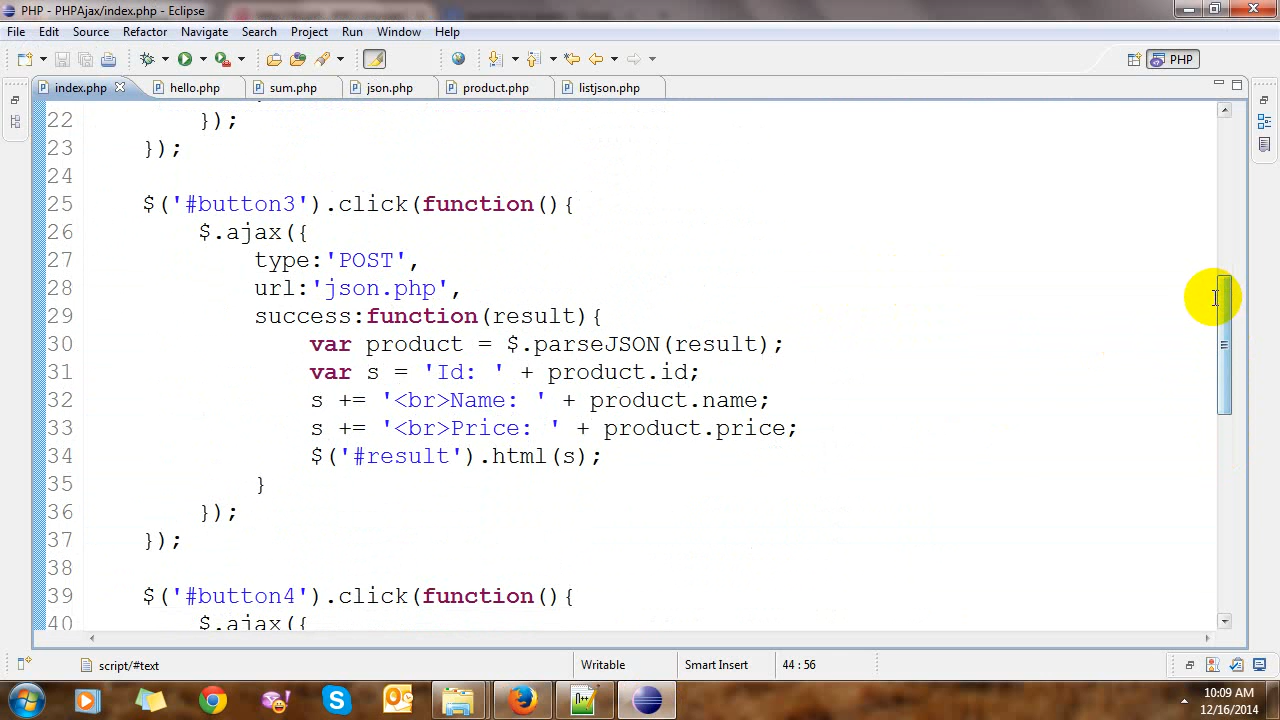 PHP - PHPAjax/index.php - Eclipse
File Edit Source Refactor Navigate Search Project Run Window Help
PHP
index.php hello.php sum.php json.php product.php listjson.php
22 });
23 });
24
25 $('#button3').click(function(){
26 $.ajax({
27 type:'POST',
28 url:'json.php',
29 success:function(result){
30 var product = $.parseJSON(result);
31 var s = 'Id: ' + product.id;
32 s += '<br>Name: ' + product.name;
33 s += '<br>Price: ' + product.price;
34 $('#result').html(s);
35 }
36 });
37 });
38
39 $('#button4').click(function(){
40 $.ajax({
script/#text Writable Smart Insert 44 : 56
10:09 AM
12/16/2014